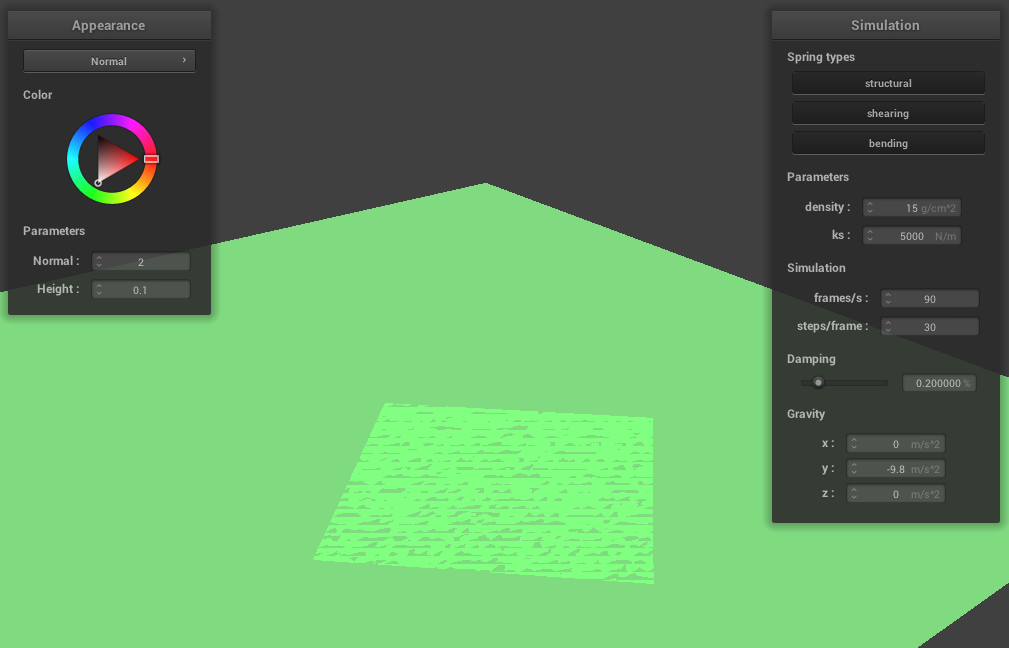 Appearance
Normal
Color
Parameters
Normal : 2
Height : 0.1
Simulation
Spring types
structural
shearing
bending
Parameters
density : 15 g/cm^2
ks : 5000 N/m
Simulation
frames/s : 90
steps/frame : 30
Damping
0.200000 %
Gravity
x : 0 m/s^2
y : -9.8 m/s^2
z : 0 m/s^2